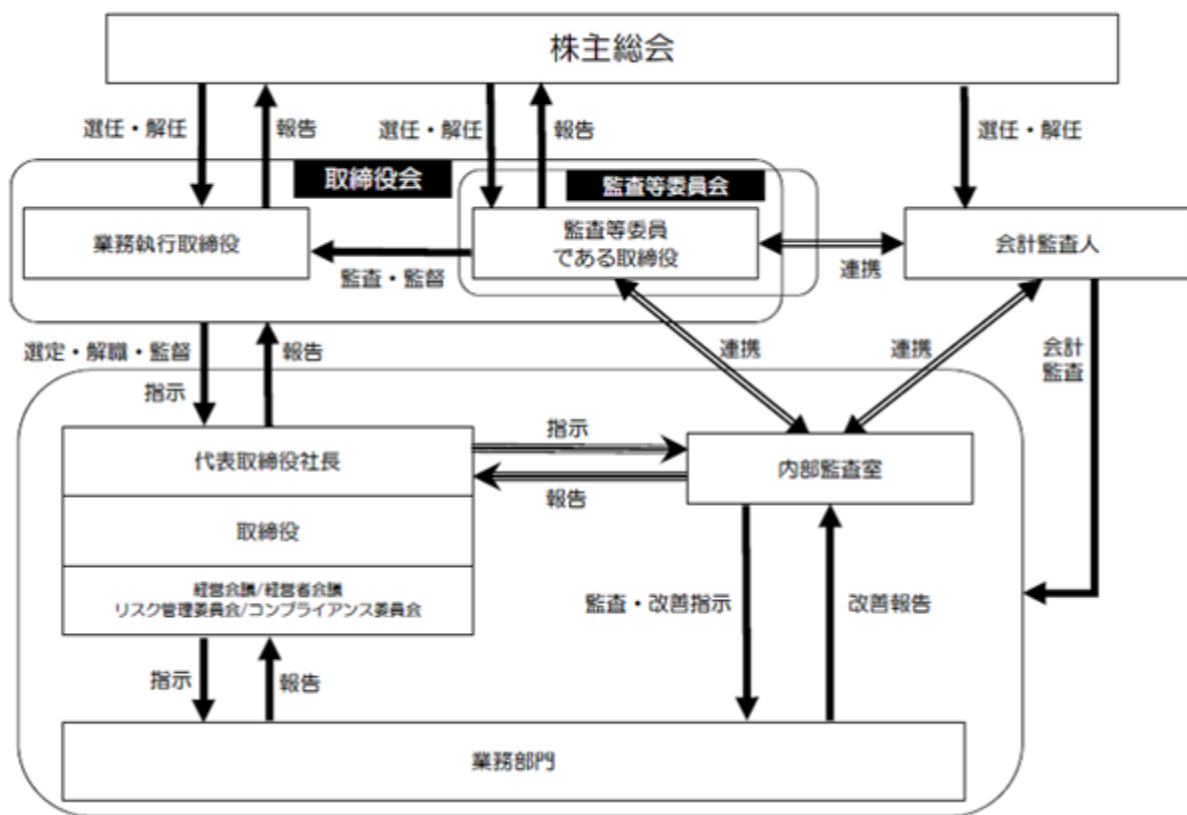 株主総会
選任・解任
報告
選任・解任
報告
選任・解任
取締役会
監査等委員会
業務執行取締役
監査等委員
である取締役
会計監査人
監査・監督
連携
選定・解職・監督
報告
連携
連携
会計
監査
指示
代表取締役社長
指示
内部監査室
報告
取締役
経営会議/経営者会議
リスク管理委員会/コンプライアンス委員会
監査・改善指示
改善報告
指示
報告
業務部門